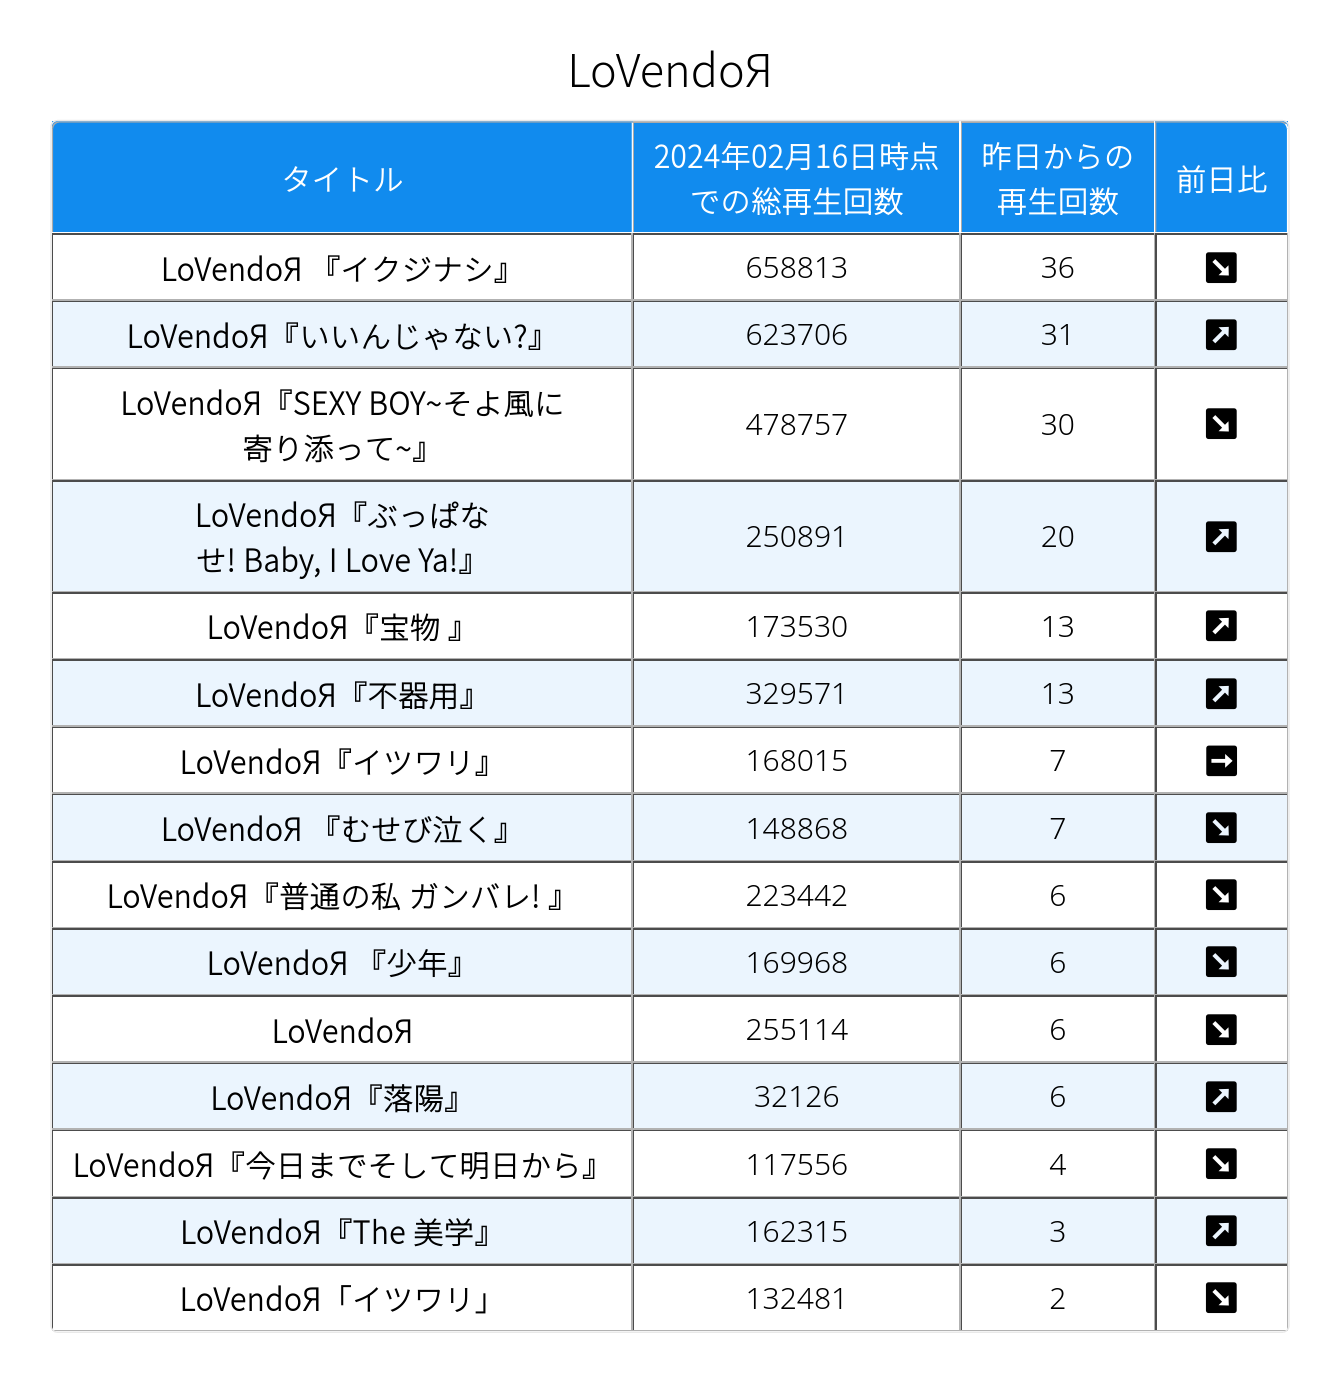 LoVendoЯ
タイトル
2024年02月16日時点
での総再生回数
昨日からの
再生回数
前日比
LoVendoЯ 『イクジナシ』 658813 36 ↘
LoVendoЯ『いいんじゃない?』 623706 31 ↗
LoVendoЯ『SEXY BOY~そよ風に
寄り添って~』 478757 30 ↘
LoVendoЯ『ぶっぱな
せ! Baby, I Love Ya!』 250891 20 ↗
LoVendoЯ『宝物 』 173530 13 ↗
LoVendoЯ『不器用』 329571 13 ↗
LoVendoЯ『イツワリ』 168015 7 →
LoVendoЯ 『むせび泣く』 148868 7 ↘
LoVendoЯ『普通の私 ガンバレ! 』 223442 6 ↘
LoVendoЯ 『少年』 169968 6 ↘
LoVendoЯ 255114 6 ↘
LoVendoЯ『落陽』 32126 6 ↗
LoVendoЯ『今日までそして明日から』 117556 4 ↘
LoVendoЯ『The 美学』 162315 3 ↗
LoVendoЯ「イツワリ」 132481 2 ↘